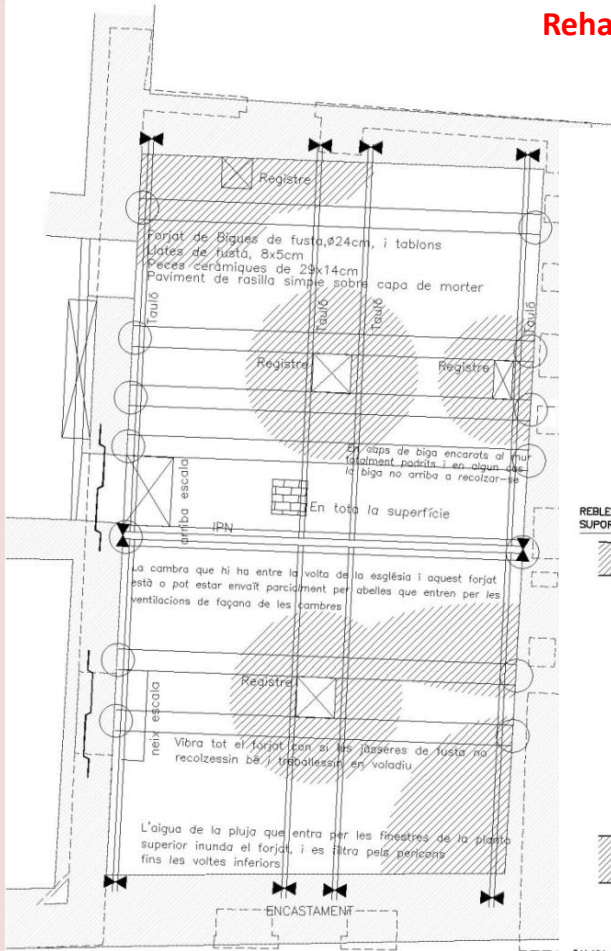 Reha
Registre
Forjat de Bigues de fusta,ø24cm, i tablons
Llates de fusta, 8x5cm
Peces ceràmiques de 29x14cm
Paviment de rasilla simple sobre capa de morter
Tauló
Tauló
Tauló
Tauló
Registre
Registre
En caps de biga encarats al mur
totalment podrits i en algun cas
la biga no arriba a recolzar-se
arriba escala
En tota la superfície
IPN
REBLE
SUPOR
La cambra que hi ha entre la volta de la església i aquest forjat
està o pot estar envaït parcialment per abelles que entren per les
ventilacions de façana de les cambres
Registre
neix escala
Vibra tot el forjat con si les jàsseres de fusta no
recolzessin bé i treballessin en voladiu
L'aigua de la pluja que entra per les finestres de la planta
superior inunda el forjat, i es filtra pels pericons
fins les voltes inferiors
ENCASTAMENT